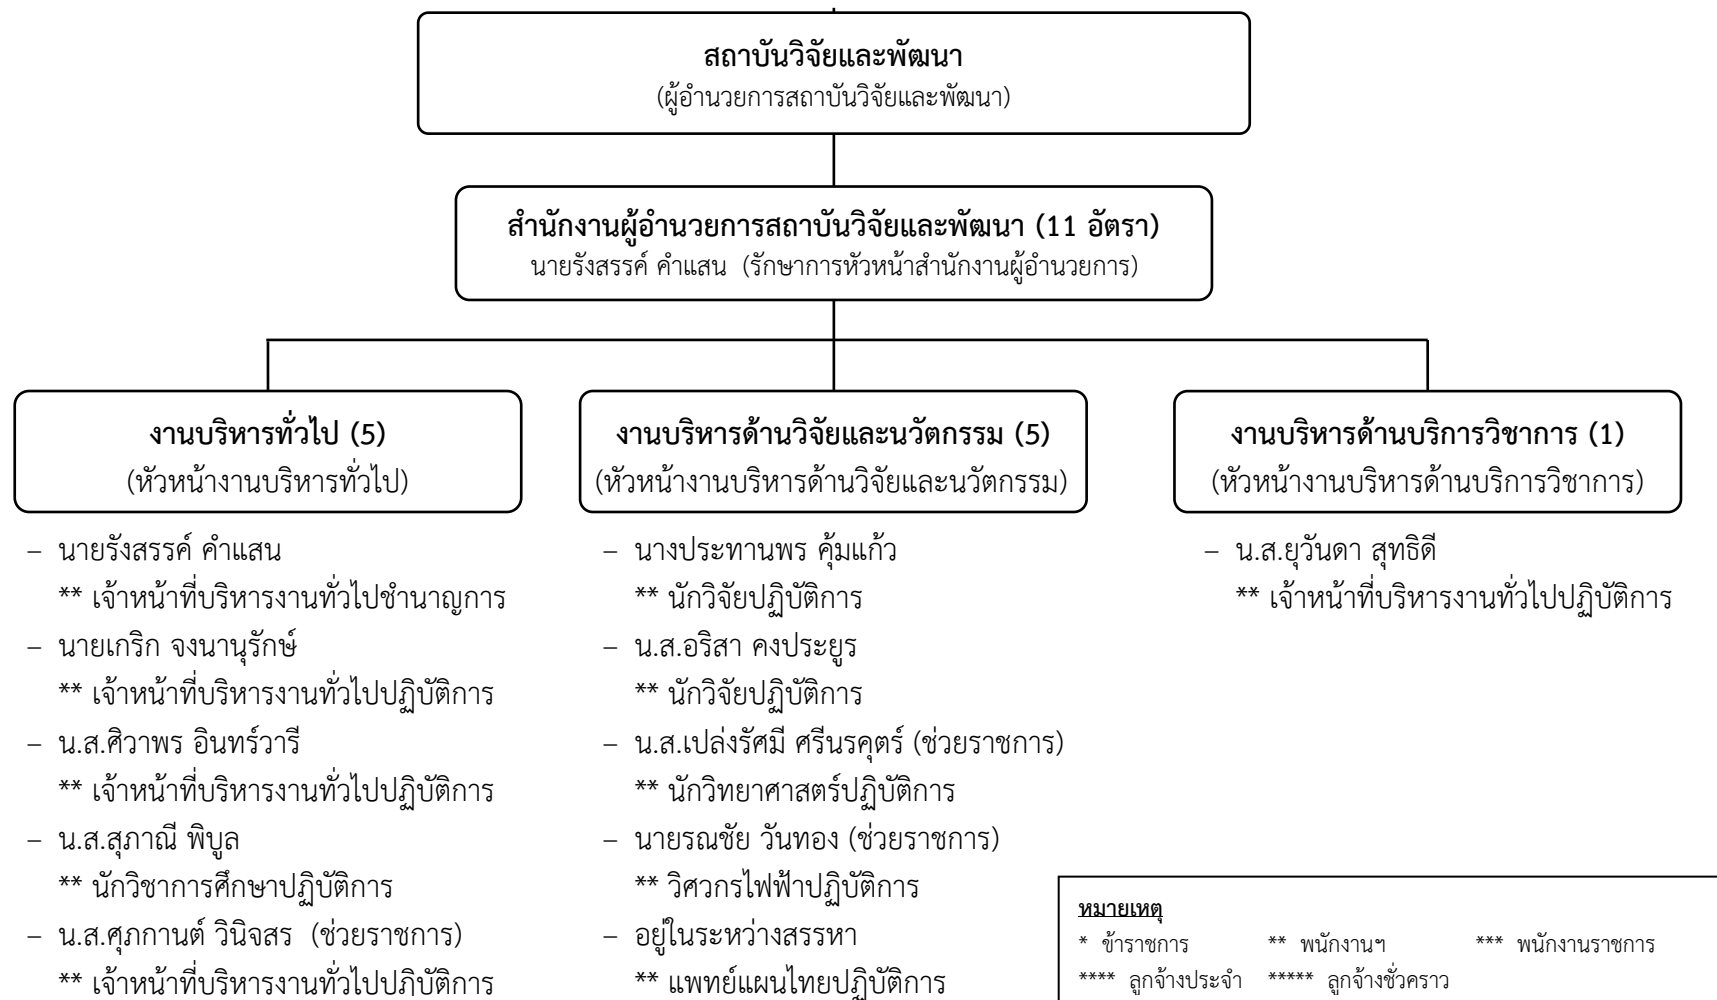 สถาบันวิจัยและพัฒนา
(ผู้อำนวยการสถาบันวิจัยและพัฒนา)
สำนักงานผู้อำนวยการสถาบันวิจัยและพัฒนา (11 อัตรา)
นายรังสรรค์ คำแสน (รักษาการหัวหน้าสำนักงานผู้อำนวยการ)
งานบริหารทั่วไป (5)
(หัวหน้างานบริหารทั่วไป)
– นายรังสรรค์ คำแสน
** เจ้าหน้าที่บริหารงานทั่วไปชำนาญการ
– นายเกริก จงนานุรักษ์
** เจ้าหน้าที่บริหารงานทั่วไปปฏิบัติการ
– น.ส.ศิวาพร อินทร์วารี
** เจ้าหน้าที่บริหารงานทั่วไปปฏิบัติการ
– น.ส.สุภาณี พิบูล
** นักวิชาการศึกษาปฏิบัติการ
– น.ส.ศุภกานต์ วินิจสร (ช่วยราชการ)
** เจ้าหน้าที่บริหารงานทั่วไปปฏิบัติการ
งานบริหารด้านวิจัยและนวัตกรรม (5)
(หัวหน้างานบริหารด้านวิจัยและนวัตกรรม)
– นางประทานพร คุ้มแก้ว
** นักวิจัยปฏิบัติการ
– น.ส.อริสา คงประยูร
** นักวิจัยปฏิบัติการ
– น.ส.เปล่งรัศมี ศรีนรคุตร์ (ช่วยราชการ)
** นักวิทยาศาสตร์ปฏิบัติการ
– นายรณชัย วันทอง (ช่วยราชการ)
** วิศวกรไฟฟ้าปฏิบัติการ
– อยู่ในระหว่างสรรหา
** แพทย์แผนไทยปฏิบัติการ
งานบริหารด้านบริการวิชาการ (1)
(หัวหน้างานบริหารด้านบริการวิชาการ)
– น.ส.ยุวันดา สุทธิดี
** เจ้าหน้าที่บริหารงานทั่วไปปฏิบัติการ
หมายเหตุ
* ข้าราชการ ** พนักงานฯ *** พนักงานราชการ
**** ลูกจ้างประจำ ***** ลูกจ้างชั่วคราว